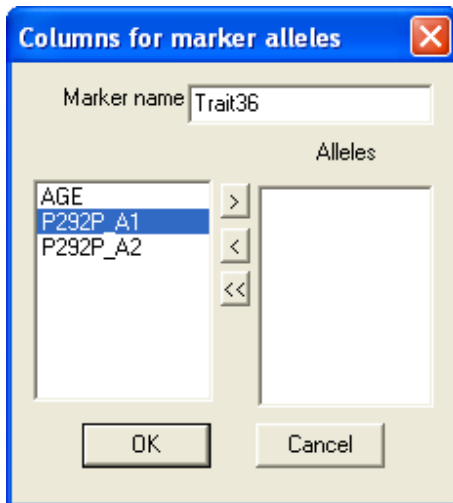 Columns for marker alleles
Marker name Trait36
Alleles
AGE
P292P_A1
P292P_A2
>
<
<<
OK Cancel